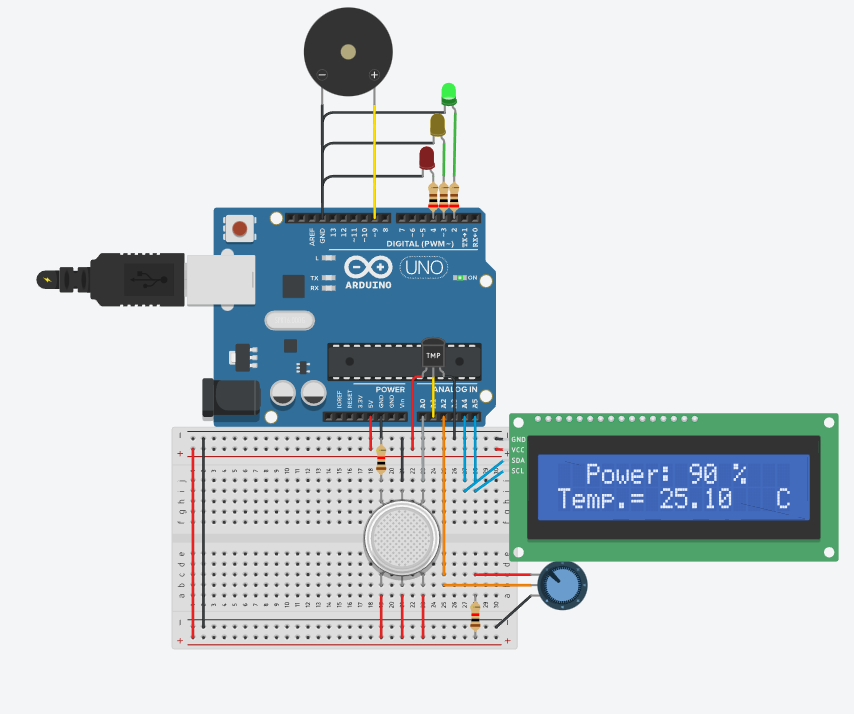 − +
AREF
GND
13
12
~11
~10
~9
8
7
~6
~5
4
~3
2
TX→1
RX←0
DIGITAL (PWM~)
L
TX
RX
UNO
ARDUINO
ON
TMP
POWER
ANALOG IN
IOREF
RESET
3.3V
5V
GND
GND
Vin
A0
A2
A4
A5
GND
VCC
SDA
SCL
Power: 90 %
Temp.= 25.10 C